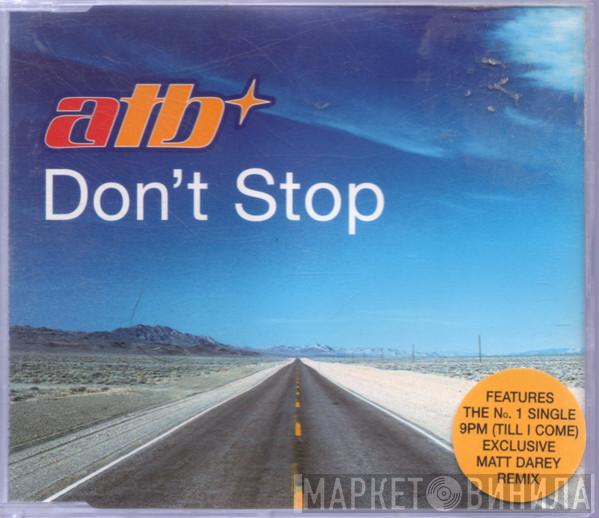 atb
Don't Stop
FEATURES
THE No. 1 SINGLE
9PM (TILL I COME)
EXCLUSIVE
MATT DAREY
REMIX
МАРКЕТ ВИНИЛА